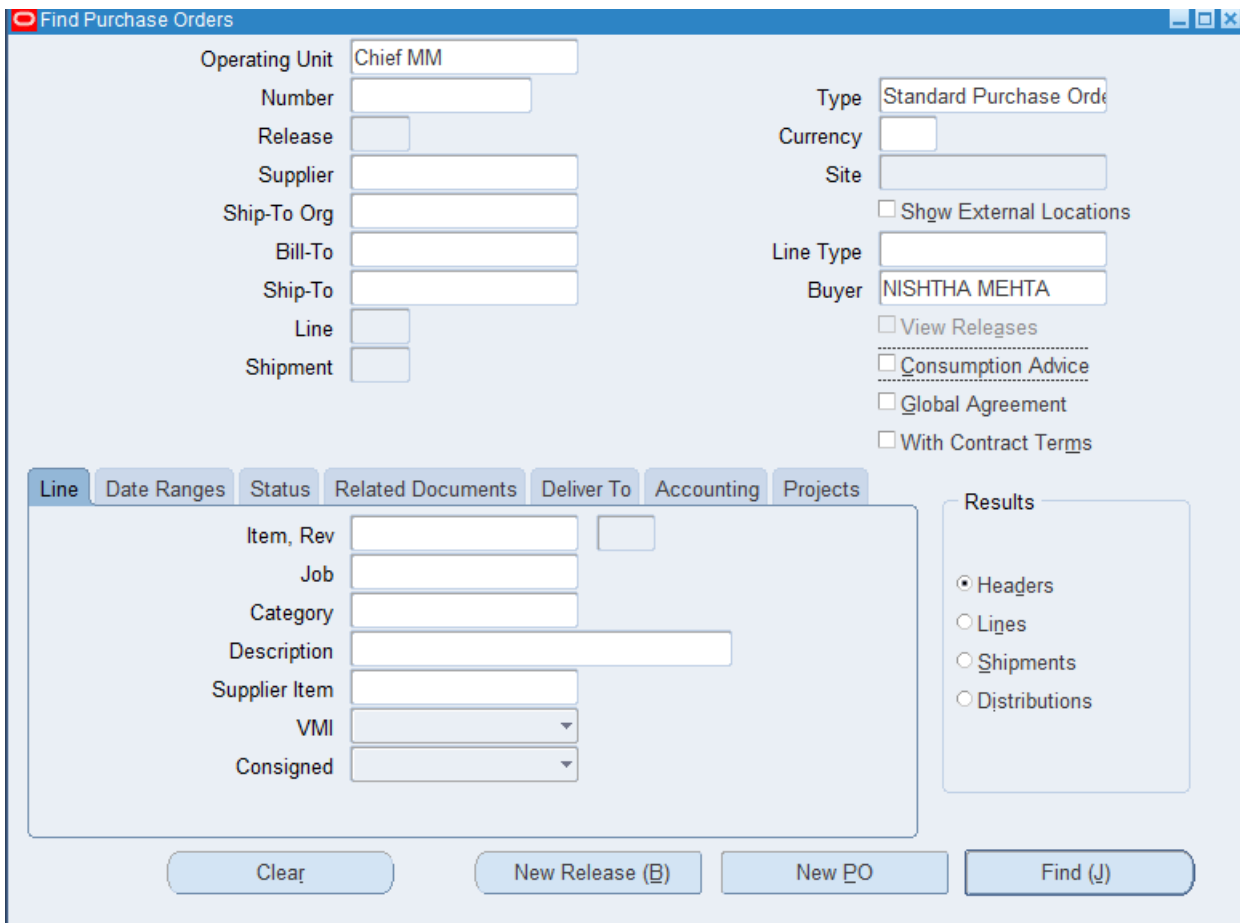 Find Purchase Orders
Operating Unit Chief MM
Number Type Standard Purchase Orde
Release Currency
Supplier Site
Ship-To Org Show External Locations
Bill-To Line Type
Ship-To Buyer NISHTHA MEHTA
Line View Releases
Shipment Consumption Advice
Global Agreement
With Contract Terms
Line Date Ranges Status Related Documents Deliver To Accounting Projects
Results
Item, Rev
Job
Headers
Category
Lines
Description
Shipments
Supplier Item
Distributions
VMI
Consigned
Clear New Release (B) New PO Find (J)